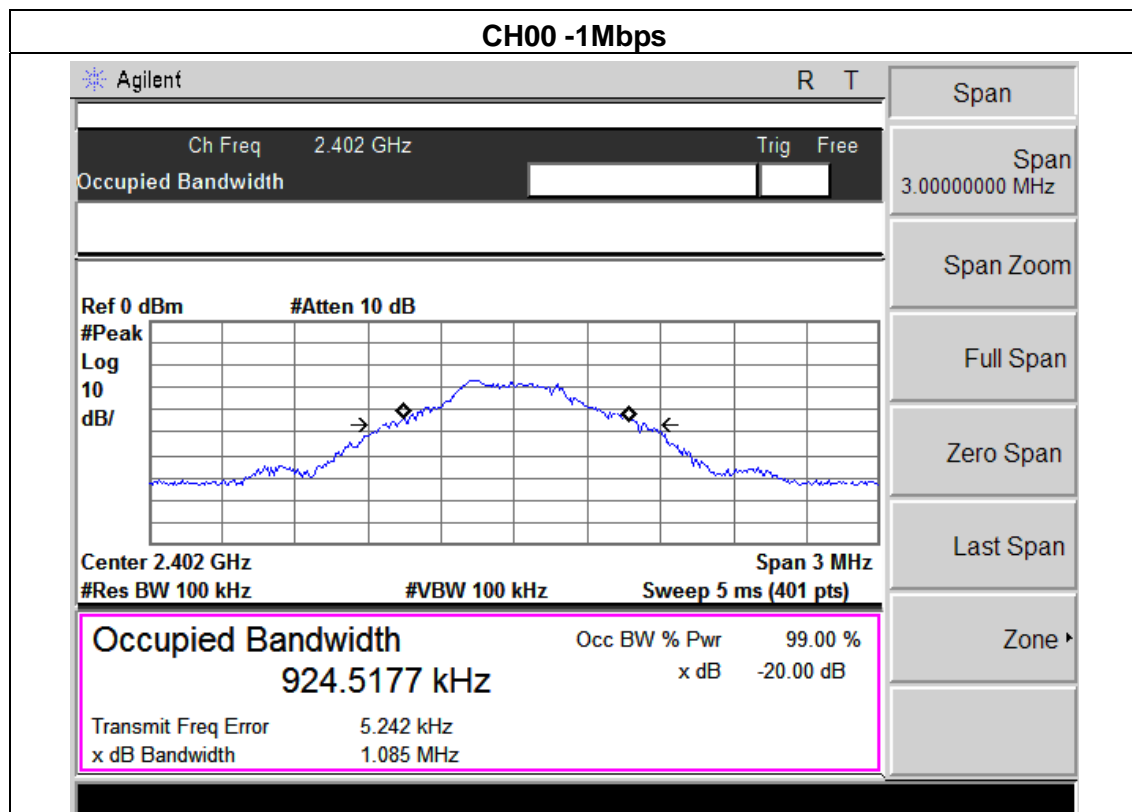 CH00 -1Mbps
Agilent R T
Span
Ch Freq 2.402 GHz Trig Free
Occupied Bandwidth
Span
3.00000000 MHz
Span Zoom
Ref 0 dBm #Atten 10 dB
#Peak
Log
10
dB/
Full Span
Zero Span
Last Span
Center 2.402 GHz Span 3 MHz
#Res BW 100 kHz #VBW 100 kHz Sweep 5 ms (401 pts)
Occupied Bandwidth Occ BW % Pwr 99.00 %
924.5177 kHz x dB -20.00 dB
Zone
Transmit Freq Error 5.242 kHz
x dB Bandwidth 1.085 MHz